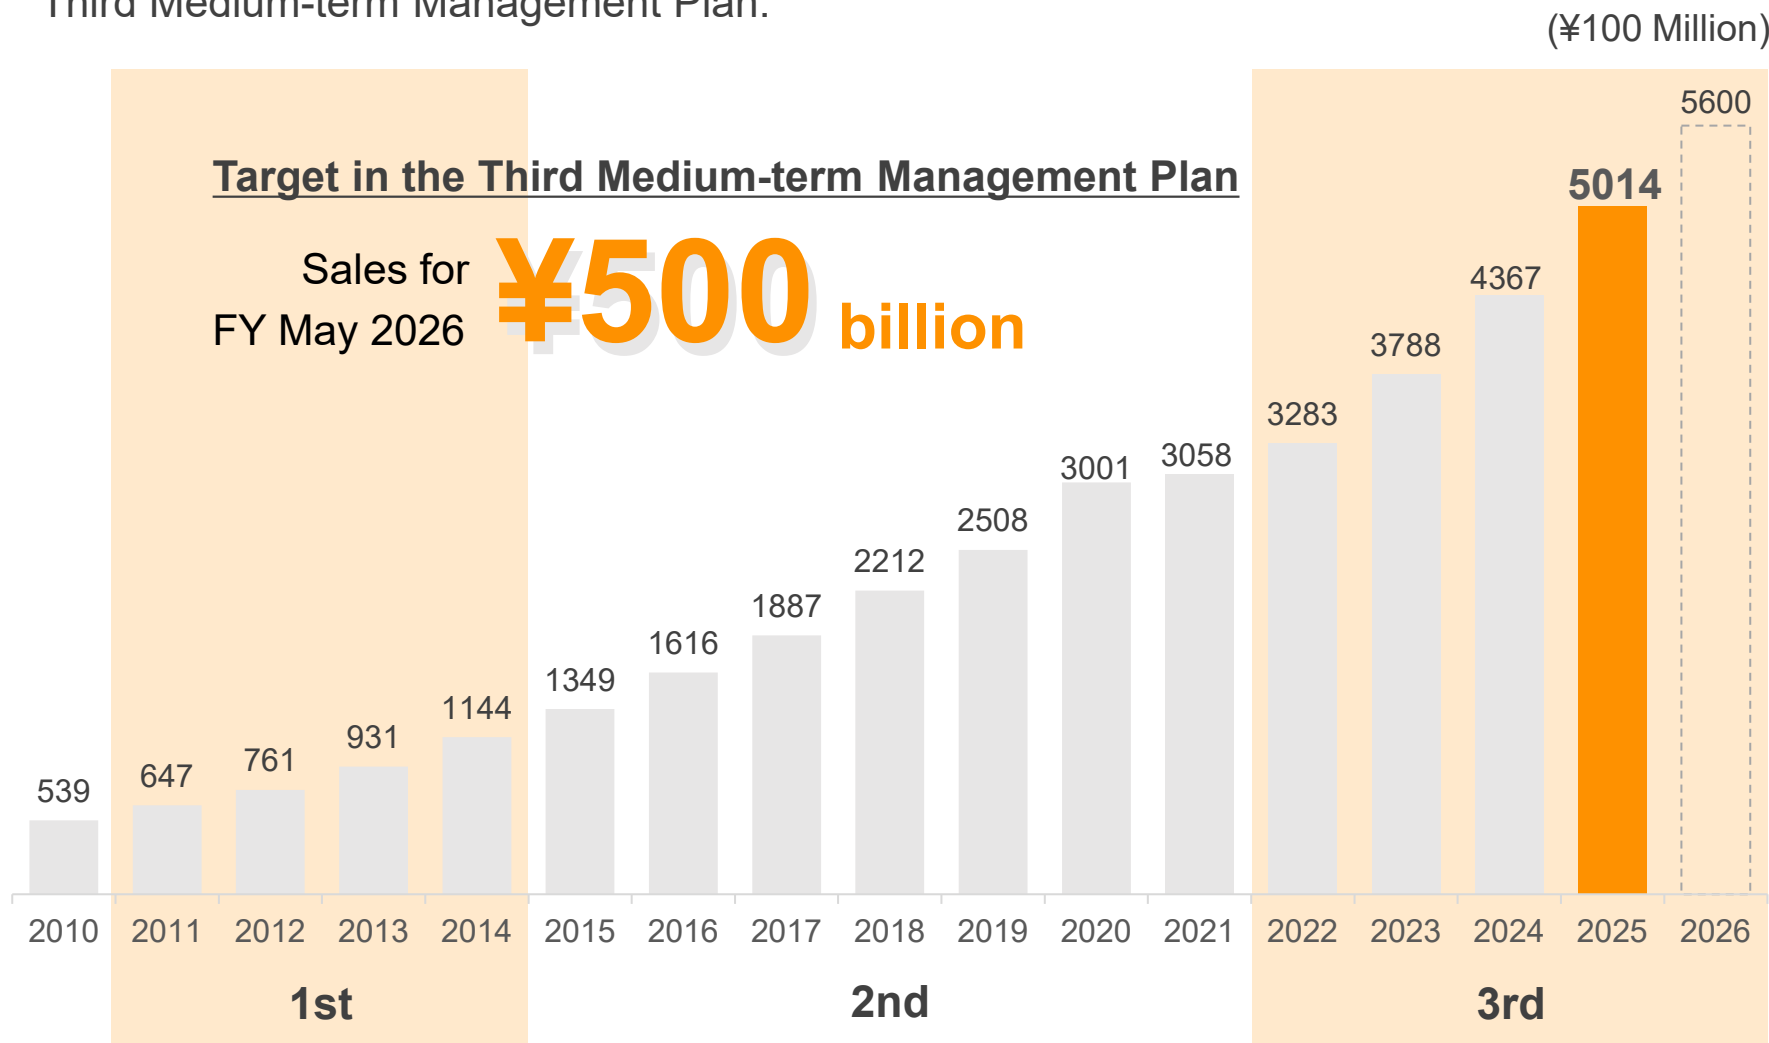 Third Medium-term Management Plan.
(¥100 Million)
Target in the Third Medium-term Management Plan
Sales for
FY May 2026
¥500 billion
539
647
761
931
1144
1349
1616
1887
2212
2508
3001
3058
3283
3788
4367
5014
5600
2010 2011 2012 2013 2014 2015 2016 2017 2018 2019 2020 2021 2022 2023 2024 2025 2026
1st 2nd 3rd